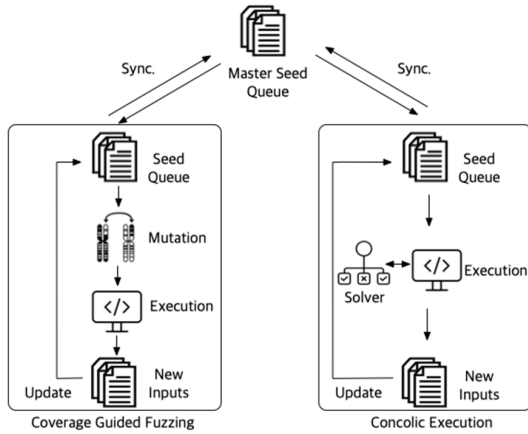 Sync.
Master Seed
Queue
Sync.
Seed
Queue
Mutation
</>
Execution
New
Inputs
Update
Coverage Guided Fuzzing
Seed
Queue
Solver
</>
Execution
New
Inputs
Update
Concolic Execution